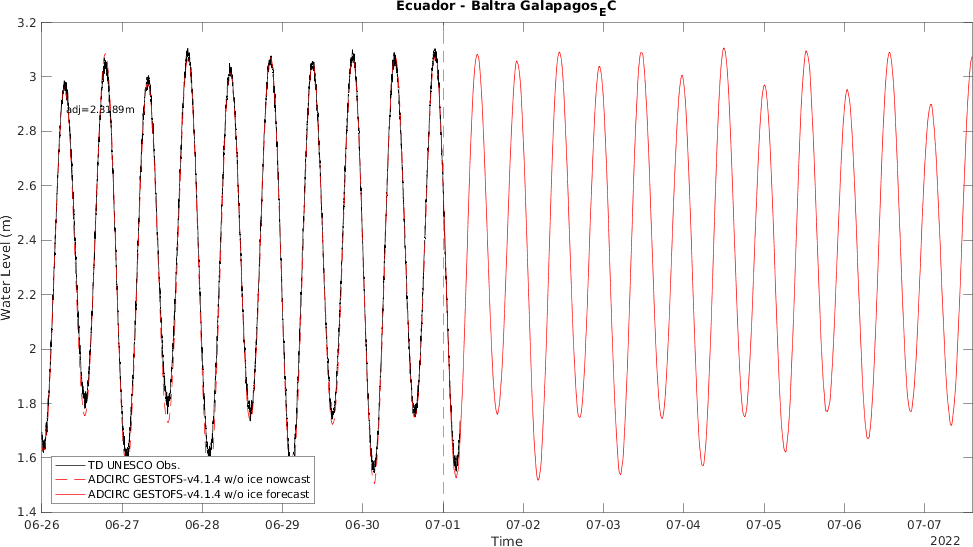 Ecuador - Baltra Galapagos_EC
3.2
3
2.8
2.6
2.4
2.2
2
1.8
1.6
1.4
Water Level (m)
adj=2.3189m
TD UNESCO Obs.
ADCIRC GESTOFS-v4.1.4 w/o ice nowcast
ADCIRC GESTOFS-v4.1.4 w/o ice forecast
06-26 06-27 06-28 06-29 06-30 07-01 07-02 07-03 07-04 07-05 07-06 07-07
Time
2022